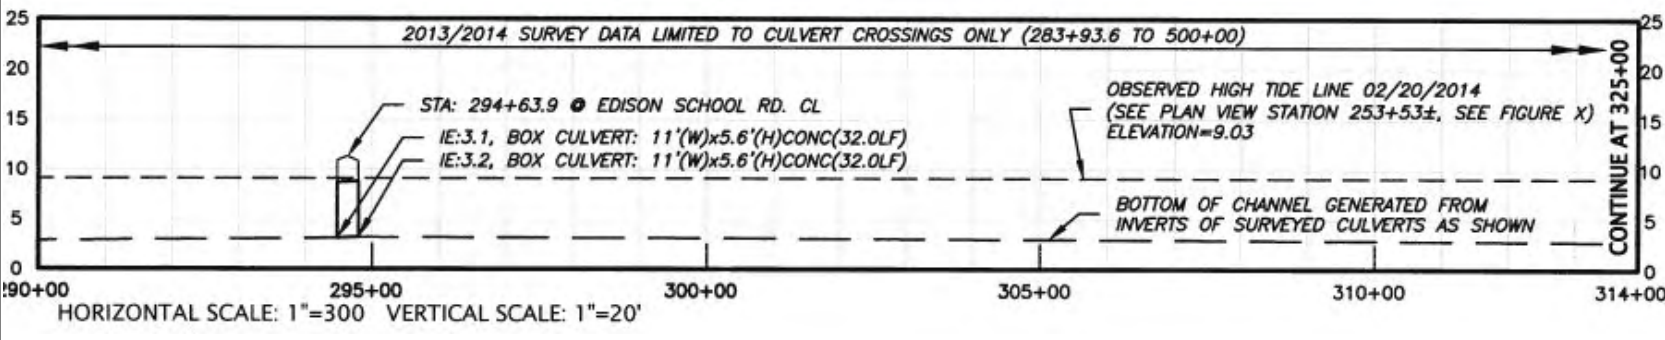 25
20
15
10
5
0
2013/2014 SURVEY DATA LIMITED TO CULVERT CROSSINGS ONLY (283+93.6 TO 500+00)
STA: 294+63.9 @ EDISON SCHOOL RD. CL
IE:3.1, BOX CULVERT: 11'(W)x5.6'(H)CONC(32.0LF)
IE:3.2, BOX CULVERT: 11'(W)x5.6'(H)CONC(32.0LF)
OBSERVED HIGH TIDE LINE 02/20/2014
(SEE PLAN VIEW STATION 253+53±, SEE FIGURE X)
ELEVATION=9.03
BOTTOM OF CHANNEL GENERATED FROM
INVERTS OF SURVEYED CULVERTS AS SHOWN
CONTINUE AT 325+00
25
20
15
10
5
0
290+00 295+00 300+00 305+00 310+00 314+00
HORIZONTAL SCALE: 1"=300 VERTICAL SCALE: 1"=20'